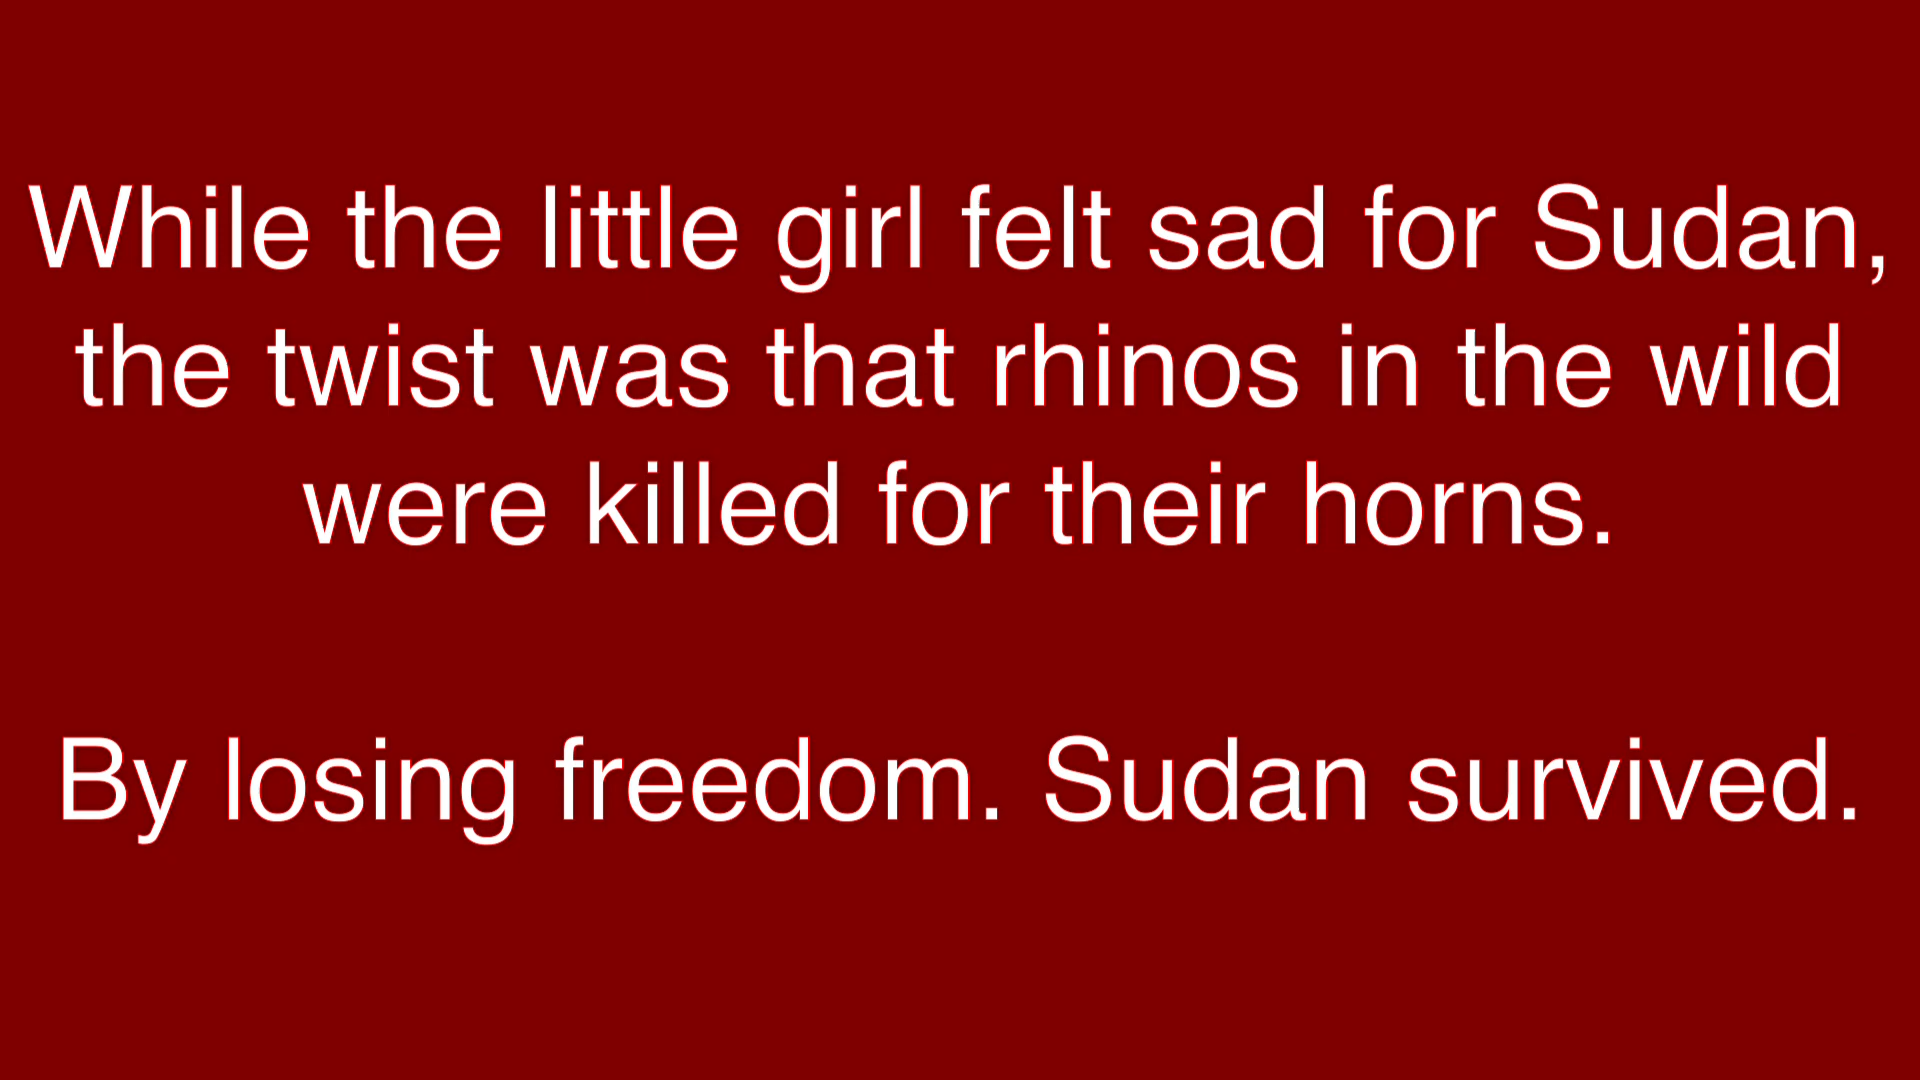 While the little girl felt sad for Sudan,
the twist was that rhinos in the wild
were killed for their horns.
By losing freedom. Sudan survived.